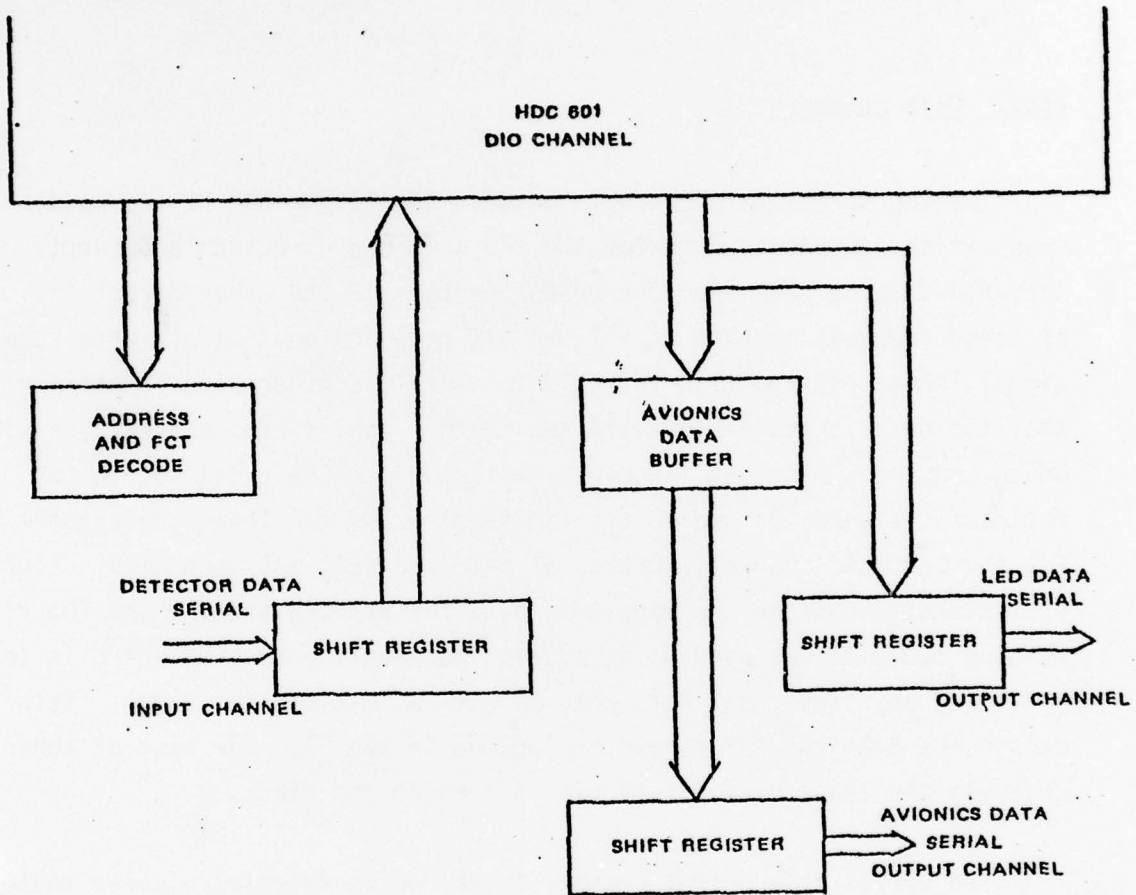 HDC 601
DIO CHANNEL
ADDRESS
AND FCT
DECODE
AVIONICS
DATA
BUFFER
DETECTOR DATA
SERIAL
SHIFT REGISTER
INPUT CHANNEL
LED DATA
SERIAL
SHIFT REGISTER
OUTPUT CHANNEL
SHIFT REGISTER
AVIONICS DATA
SERIAL
OUTPUT CHANNEL